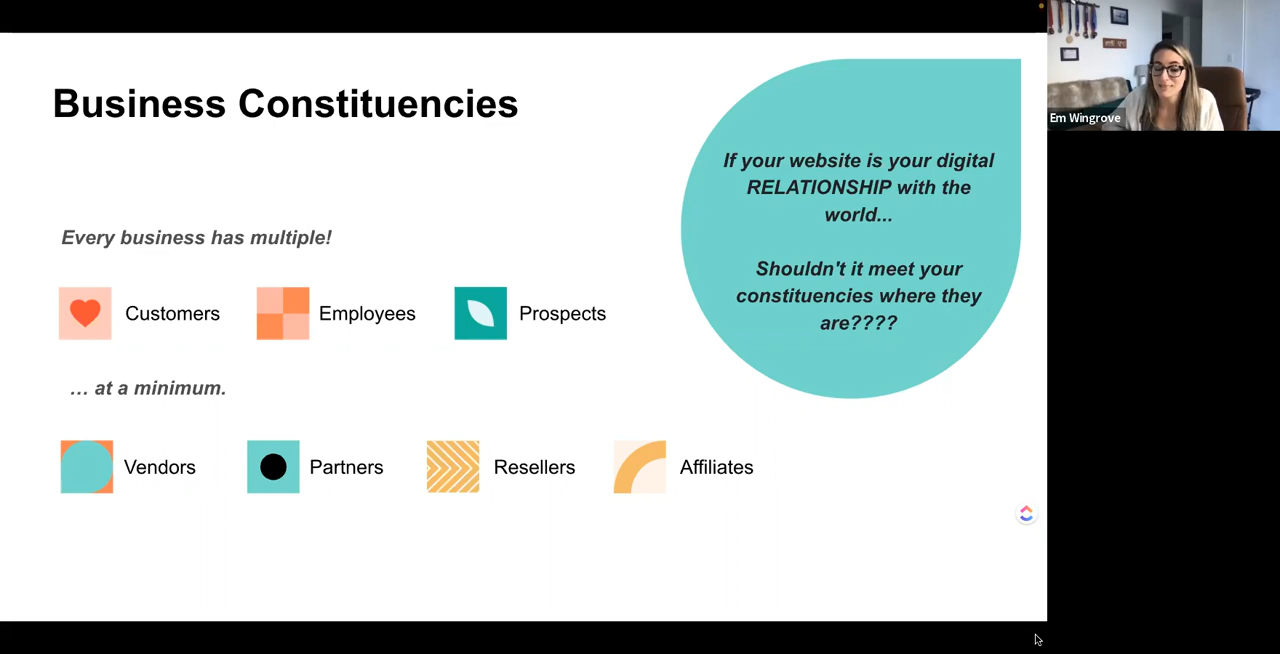 Business Constituencies
If your website is your digital
RELATIONSHIP with the
world...
Shouldn't it meet your
constituencies where they
are????
Every business has multiple!
Customers
Employees
Prospects
… at a minimum.
Vendors
Partners
Resellers
Affiliates
Em Wingrove